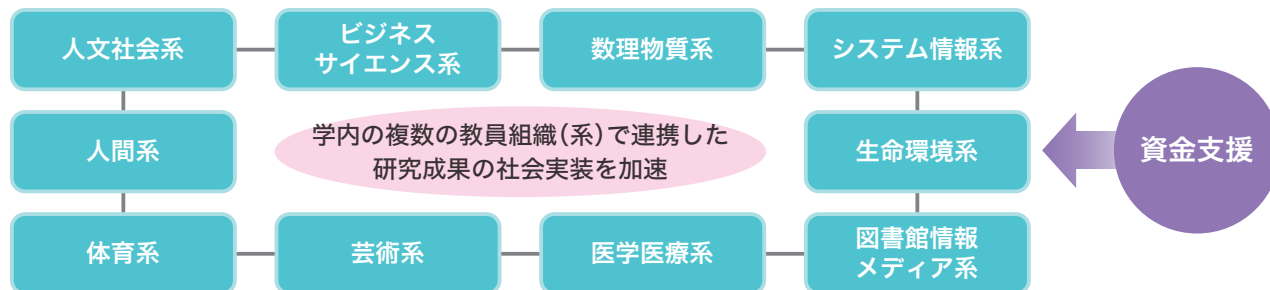 人文社会系
ビジネス
サイエンス系
数理物質系
システム情報系
人間系
学内の複数の教員組織（系）で連携した
研究成果の社会実装を加速
生命環境系
資金支援
体育系
芸術系
医学医療系
図書館情報
メディア系